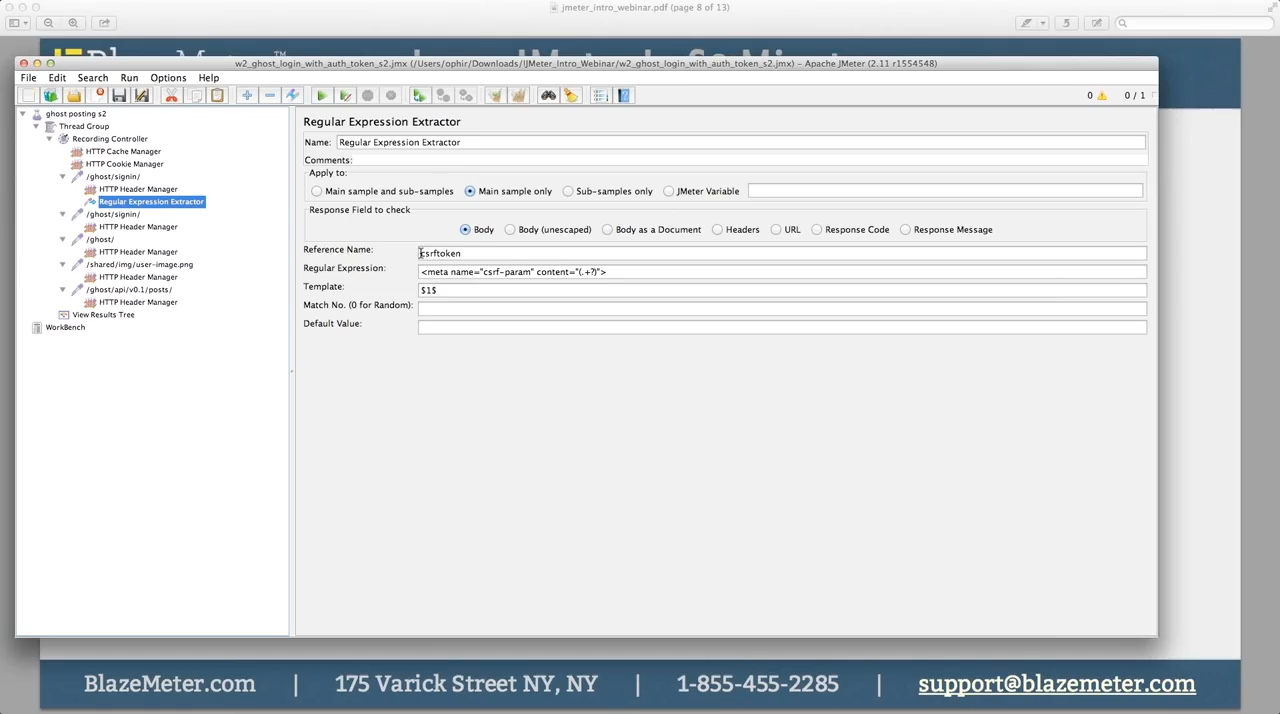 jmeter_intro_webinar.pdf (page 8 of 13)
w2_ghost_login_with_auth_token_s2.jmx (/Users/ophir/Downloads/!JMeter_Intro_Webinar/w2_ghost_login_with_auth_token_s2.jmx) - Apache JMeter (2.11 r1554548)
File Edit Search Run Options Help
0 0 / 1
ghost posting s2
Thread Group
Recording Controller
HTTP Cache Manager
HTTP Cookie Manager
/ghost/signin/
HTTP Header Manager
Regular Expression Extractor
/ghost/signin/
HTTP Header Manager
/ghost/
HTTP Header Manager
/shared/img/user-image.png
HTTP Header Manager
/ghost/api/v0.1/posts/
HTTP Header Manager
View Results Tree
WorkBench
Regular Expression Extractor
Name: Regular Expression Extractor
Comments:
Apply to:
Main sample and sub-samples Main sample only Sub-samples only JMeter Variable
Response Field to check
Body Body (unescaped) Body as a Document Headers URL Response Code Response Message
Reference Name: csrftoken
Regular Expression: <meta name="csrf-param" content="(.+?)">
Template: $1$
Match No. (0 for Random):
Default Value:
BlazeMeter.com | 175 Varick Street NY, NY | 1-855-455-2285 | support@blazemeter.com